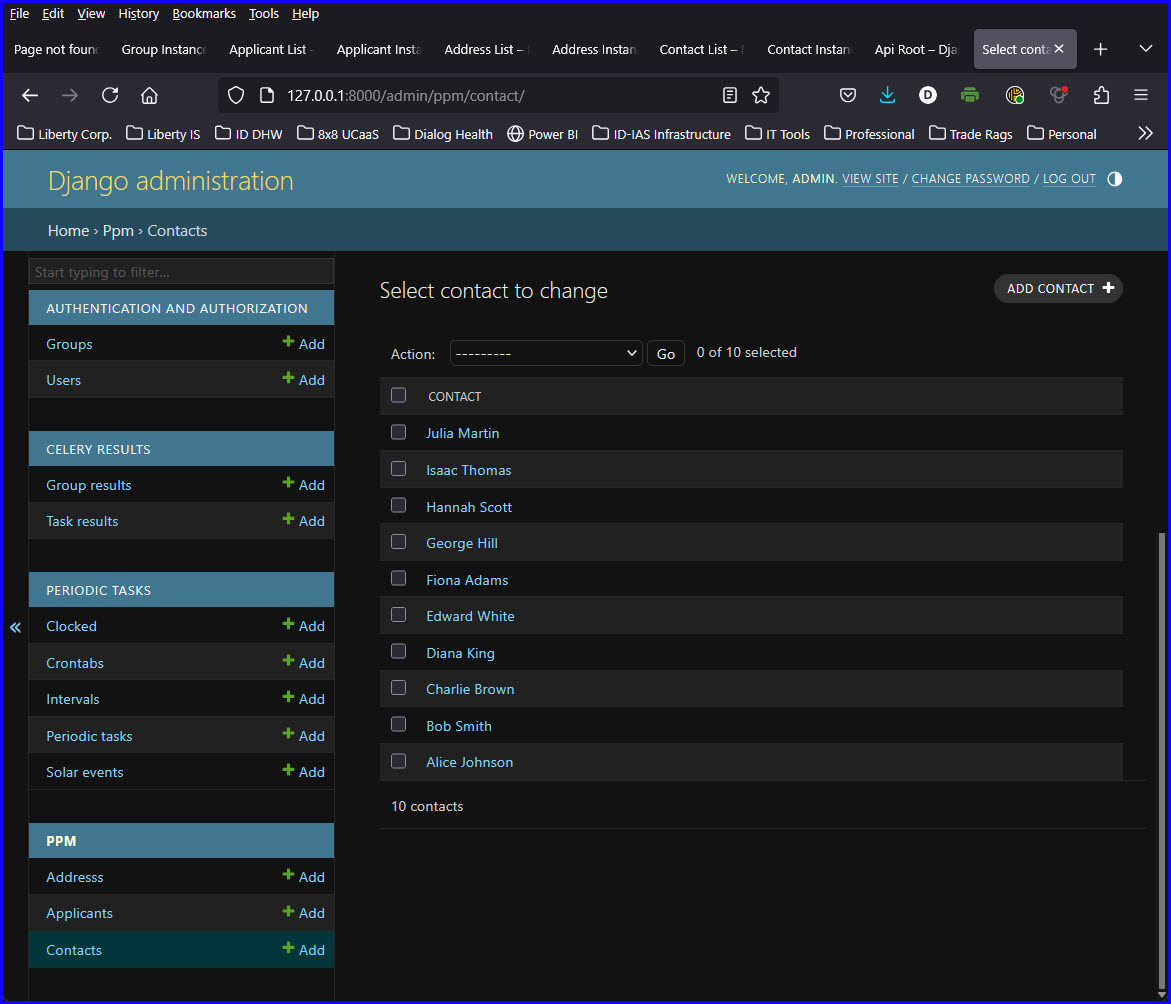 File Edit View History Bookmarks Tools Help
Page not foun Group Instance Applicant List - Applicant Insta Address List – Address Instan Contact List – Contact Instan Api Root – Dja Select conta
127.0.0.1:8000/admin/ppm/contact/
Liberty Corp. Liberty IS ID DHW 8x8 UCaaS Dialog Health Power BI ID-IAS Infrastructure IT Tools Professional Trade Rags Personal
Django administration
WELCOME, ADMIN. VIEW SITE / CHANGE PASSWORD / LOG OUT
Home › Ppm › Contacts
Start typing to filter...
AUTHENTICATION AND AUTHORIZATION
Groups + Add
Users + Add
CELERY RESULTS
Group results + Add
Task results + Add
PERIODIC TASKS
Clocked + Add
Crontabs + Add
Intervals + Add
Periodic tasks + Add
Solar events + Add
PPM
Addresss + Add
Applicants + Add
Contacts + Add
Select contact to change
ADD CONTACT +
Action: --------- Go 0 of 10 selected
CONTACT
Julia Martin
Isaac Thomas
Hannah Scott
George Hill
Fiona Adams
Edward White
Diana King
Charlie Brown
Bob Smith
Alice Johnson
10 contacts